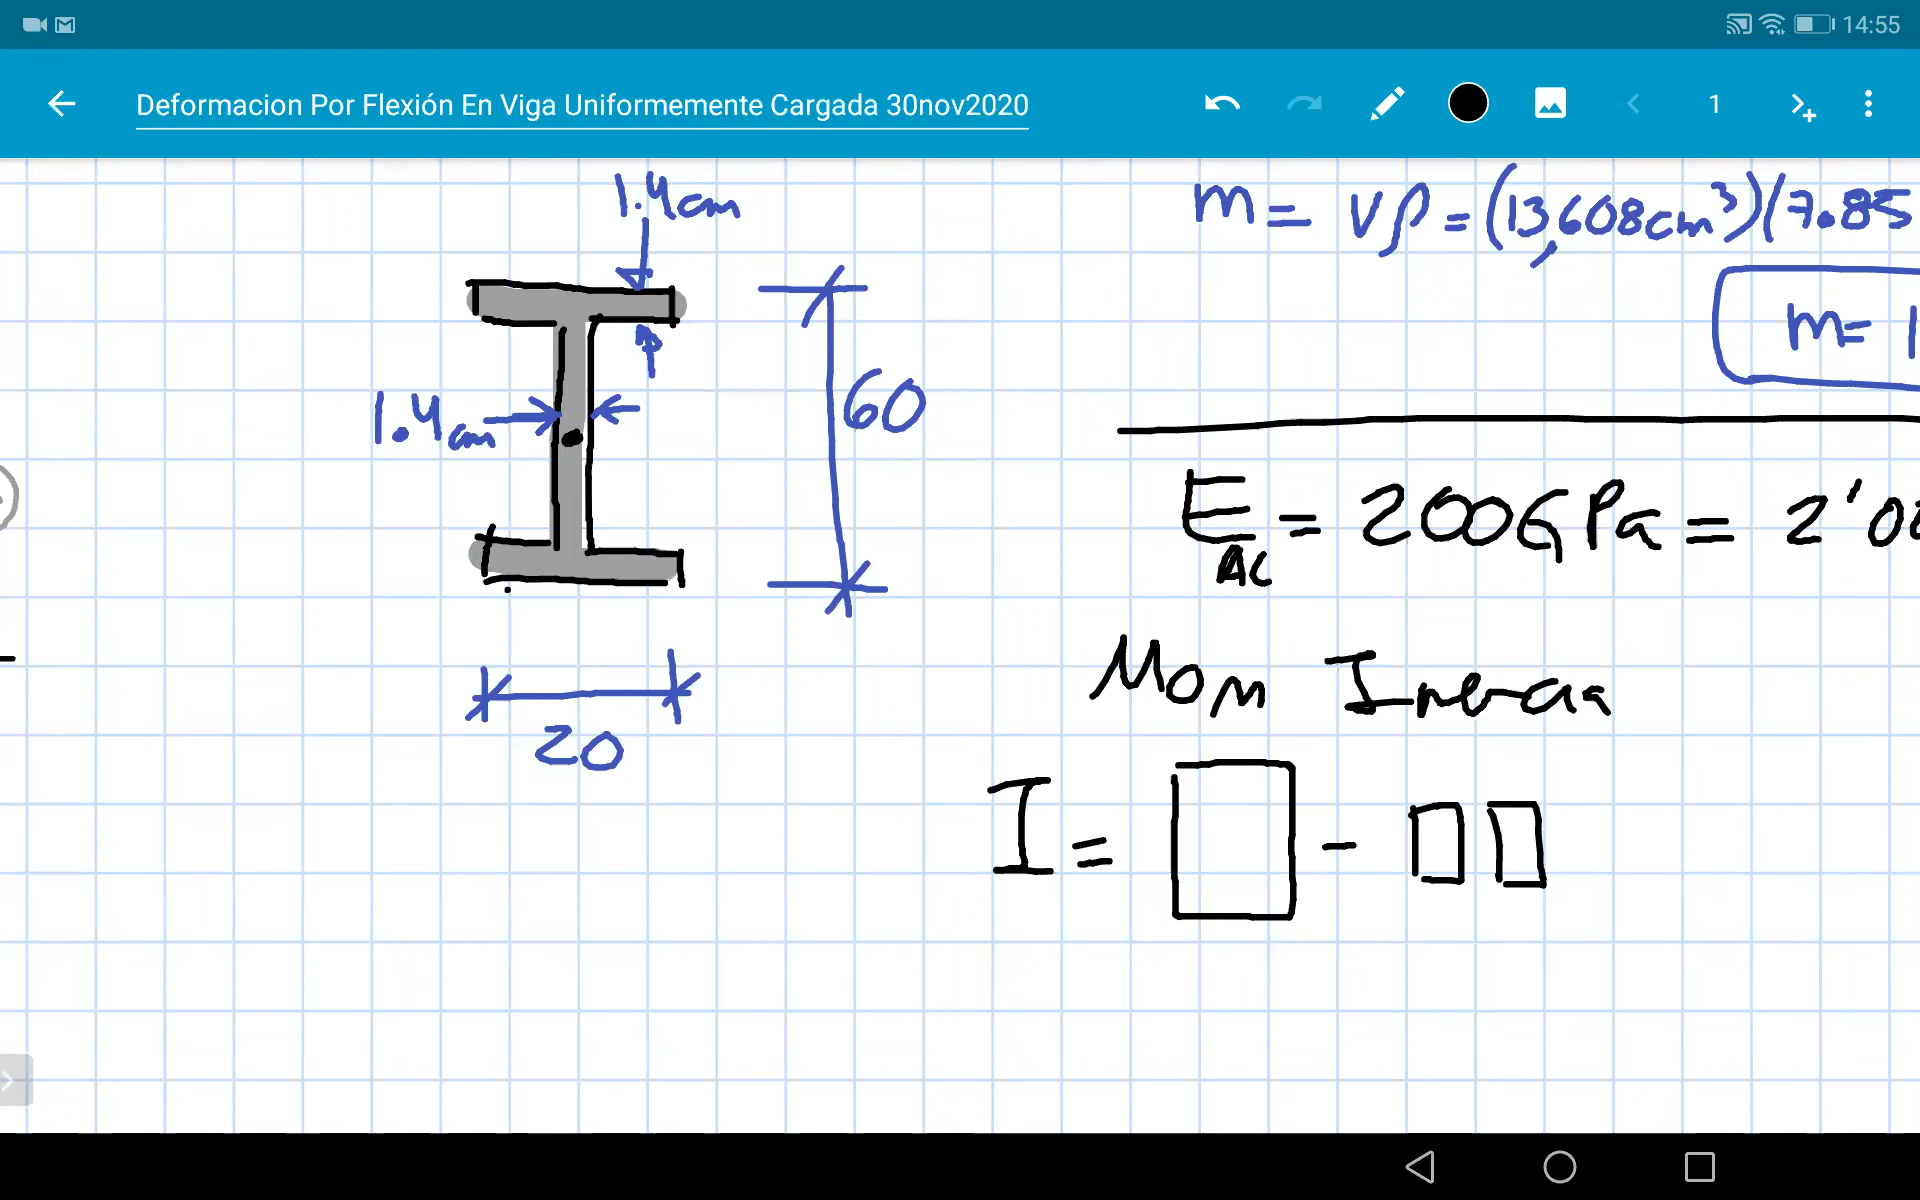 14:55
Deformacion Por Flexión En Viga Uniformemente Cargada 30nov2020
1
1.4cm
m = Vρ = (13,608cm³)(7.85
m= 1
1.4cm
60
E = 200GPa = 2'00
AC
Mom Inercia
20
I = -